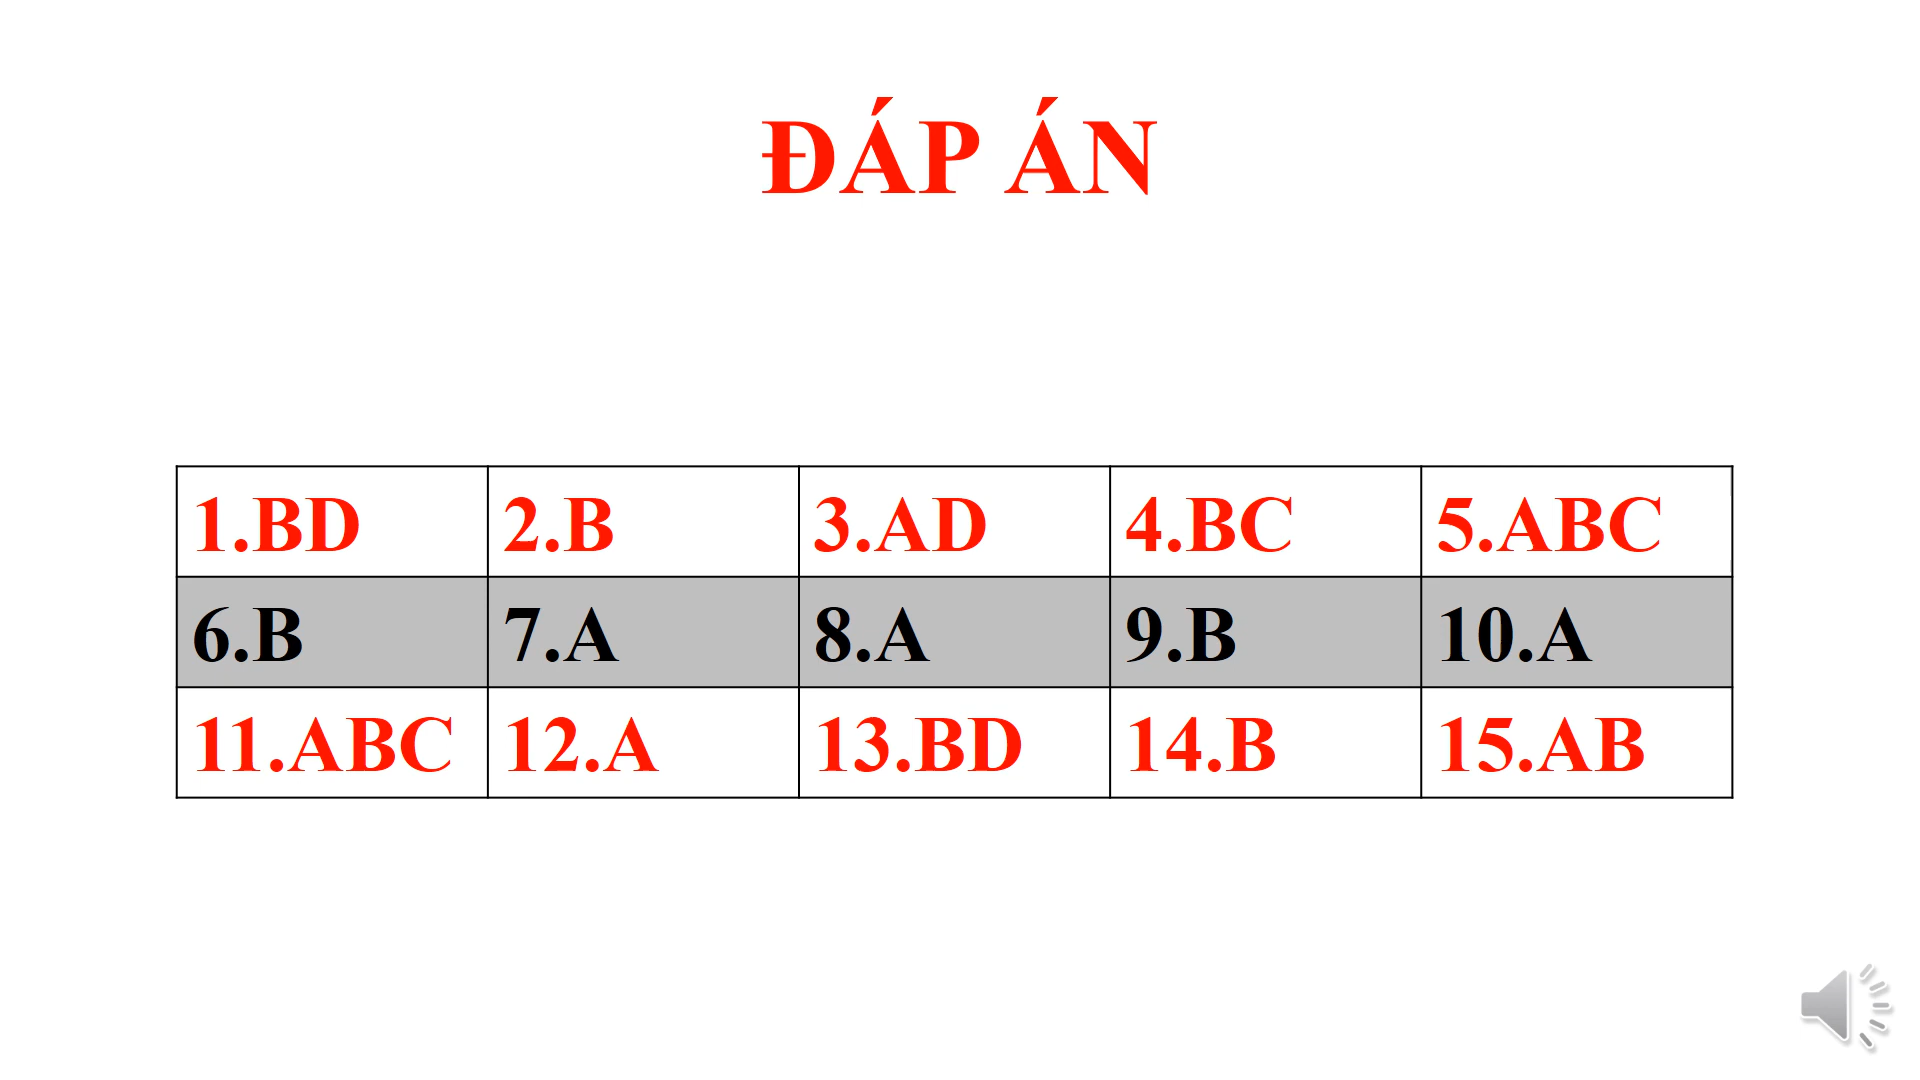 ĐÁP ÁN
1.BD 2.B 3.AD 4.BC 5.ABC
6.B 7.A 8.A 9.B 10.A
11.ABC 12.A 13.BD 14.B 15.AB